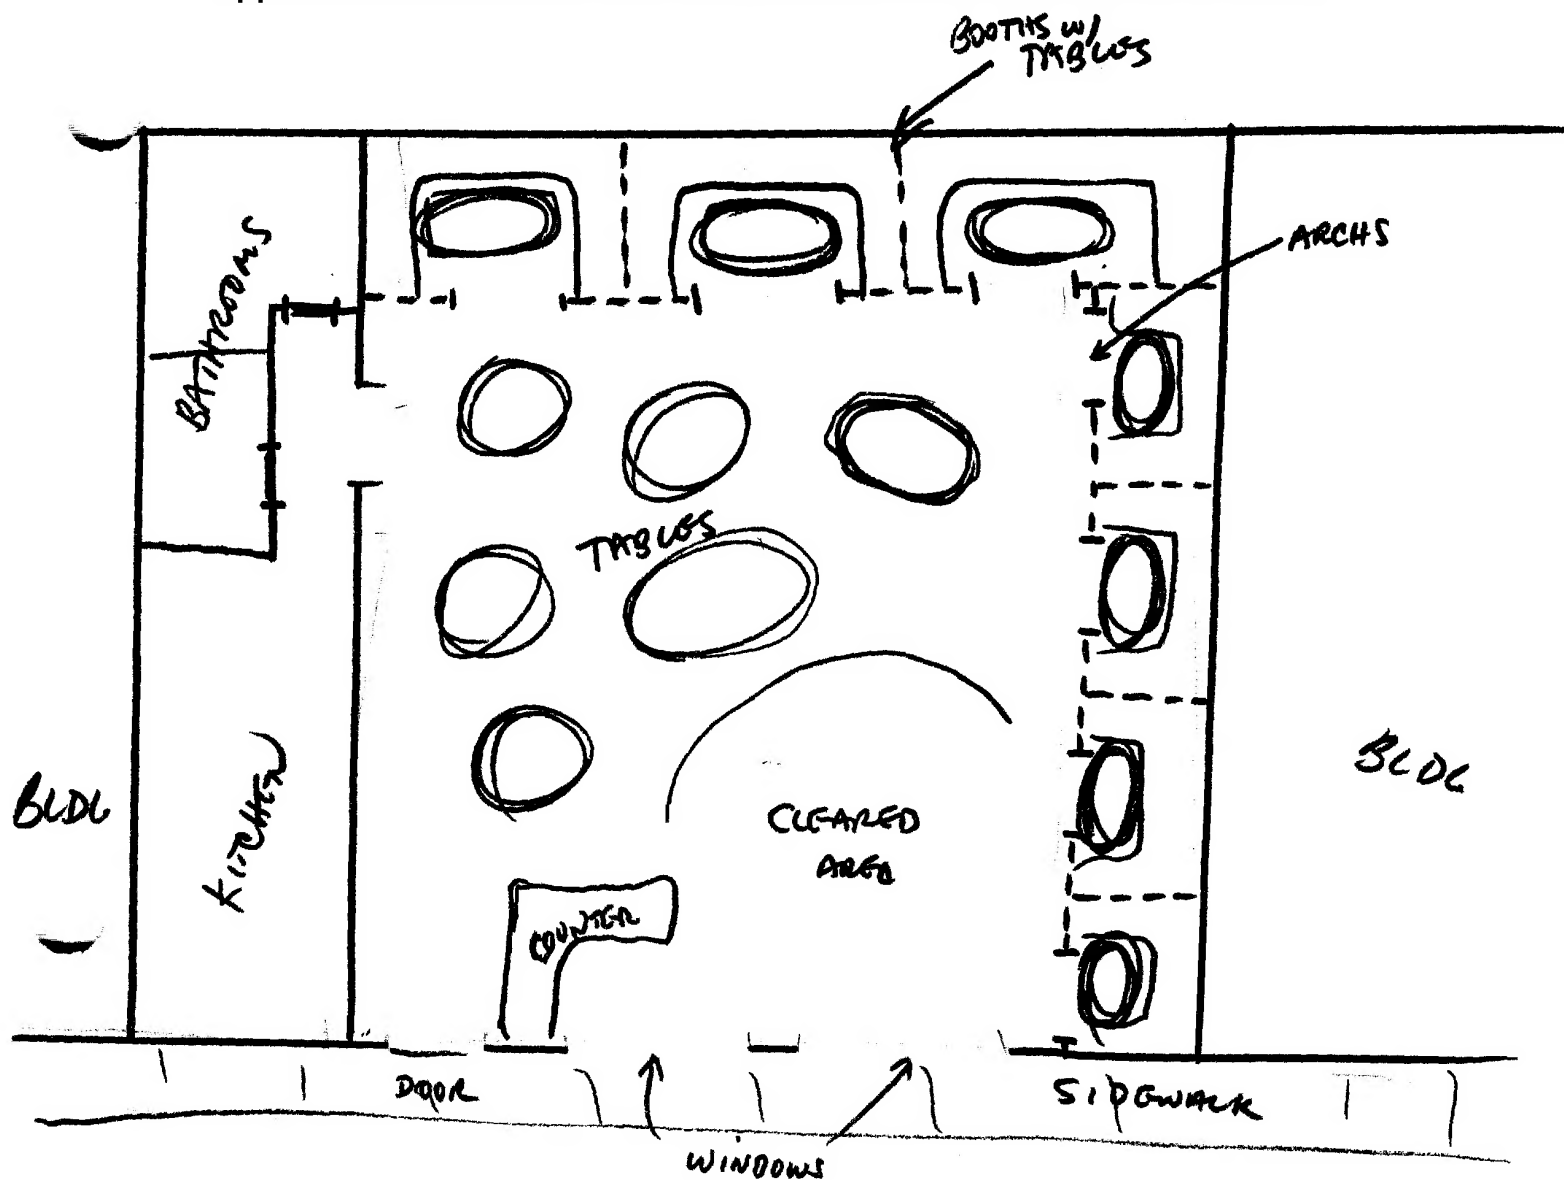 BOOTHS W/
TABLES
ARCHS
BATHROOMS
TABLES
BLDG
KITCHEN
CLEARED
AREA
BLDG
COUNTER
DOOR
SIDEWALK
WINDOWS